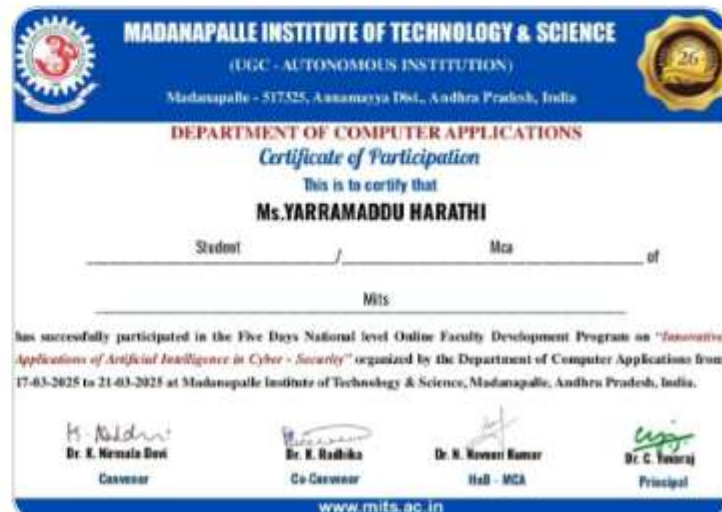 MADANAPALLE INSTITUTE OF TECHNOLOGY & SCIENCE
(UGC - AUTONOMOUS INSTITUTION)
Madanapalle - 517325, Annamayya Dist., Andhra Pradesh, India
26
DEPARTMENT OF COMPUTER APPLICATIONS
Certificate of Participation
This is to certify that
Ms.YARRAMADDU HARATHI
Student / Mca of
Mits
has successfully participated in the Five Days National level Online Faculty Development Program on "Innovative
Applications of Artificial Intelligence in Cyber - Security" organized by the Department of Computer Applications from
17-03-2025 to 21-03-2025 at Madanapalle Institute of Technology & Science, Madanapalle, Andhra Pradesh, India.
Dr. K. Nirmala Devi Dr. R. Radhika Dr. N. Naveen Kumar Dr. C. Yuvaraj
Convenor Co-Convenor HoD - MCA Principal
www.mits.ac.in